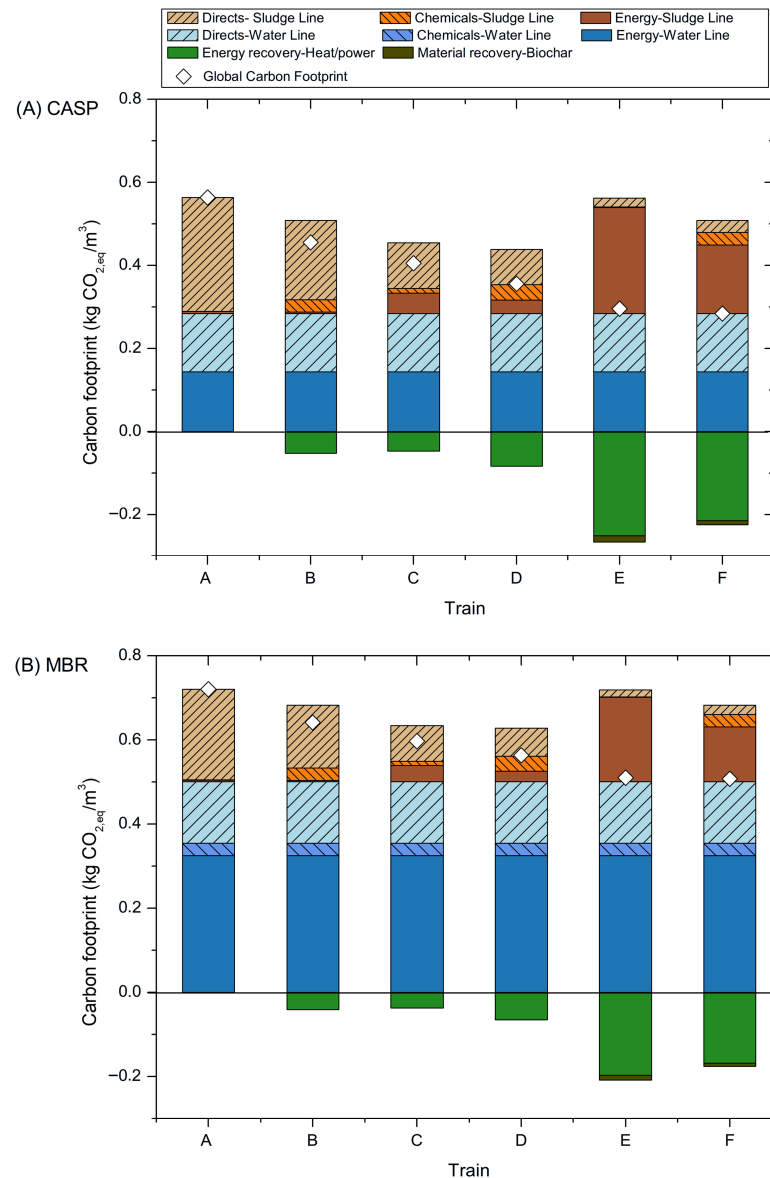 Directs- Sludge Line Chemicals-Sludge Line Energy-Sludge Line
Directs-Water Line Chemicals-Water Line Energy-Water Line
Energy recovery-Heat/power Material recovery-Biochar
Global Carbon Footprint
(A) CASP
Carbon footprint (kg CO2,eq/m3)
0.8
0.6
0.4
0.2
0.0
−0.2
A B C D E F
Train
(B) MBR
Carbon footprint (kg CO2,eq/m3)
0.8
0.6
0.4
0.2
0.0
−0.2
A B C D E F
Train